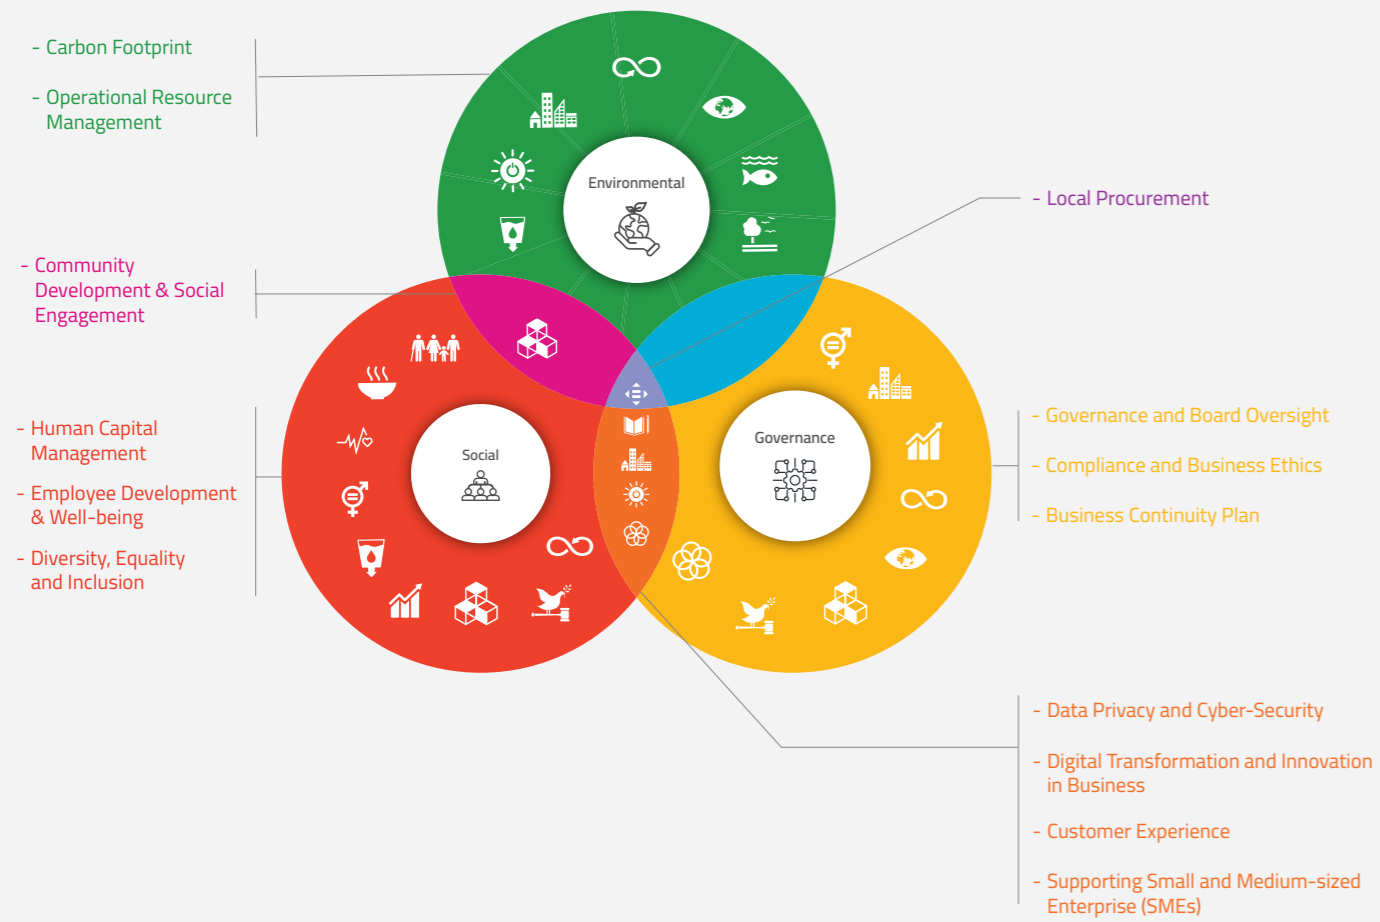 - Carbon Footprint
- Operational Resource
Management
Environmental
- Local Procurement
- Community
Development & Social
Engagement
- Human Capital
Management
- Employee Development
& Well-being
- Diversity, Equality
and Inclusion
Social
Governance
- Governance and Board Oversight
- Compliance and Business Ethics
- Business Continuity Plan
- Data Privacy and Cyber-Security
- Digital Transformation and Innovation
in Business
- Customer Experience
- Supporting Small and Medium-sized
Enterprise (SMEs)